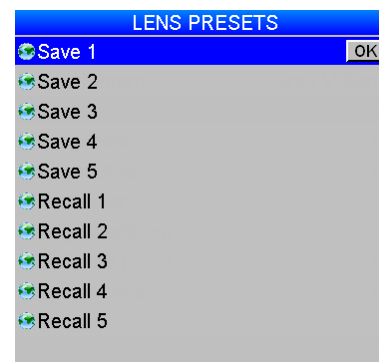 LENS PRESETS
Save 1 OK
Save 2
Save 3
Save 4
Save 5
Recall 1
Recall 2
Recall 3
Recall 4
Recall 5